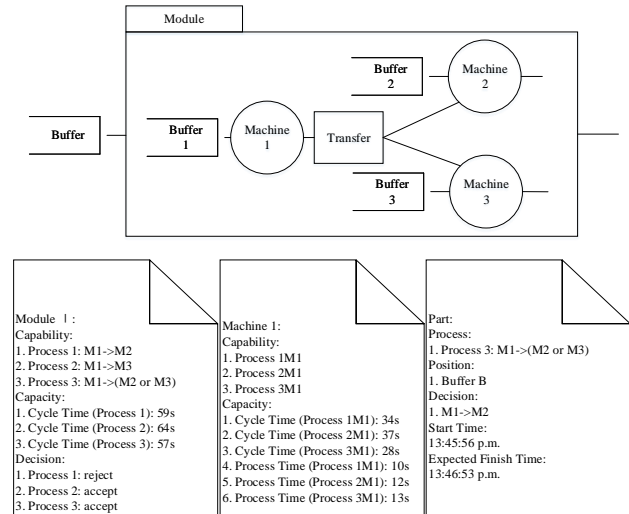 Module
Buffer
Buffer
1
Machine
1
Transfer
Buffer
2
Machine
2
Buffer
3
Machine
3
Module I :
Capability:
1. Process 1: M1->M2
2. Process 2: M1->M3
3. Process 3: M1->(M2 or M3)
Capacity:
1. Cycle Time (Process 1): 59s
2. Cycle Time (Process 2): 64s
3. Cycle Time (Process 3): 57s
Decision:
1. Process 1: reject
2. Process 2: accept
3. Process 3: accept
Machine 1:
Capability:
1. Process 1M1
2. Process 2M1
3. Process 3M1
Capacity:
1. Cycle Time (Process 1M1): 34s
2. Cycle Time (Process 2M1): 37s
3. Cycle Time (Process 3M1): 28s
4. Process Time (Process 1M1): 10s
5. Process Time (Process 2M1): 12s
6. Process Time (Process 3M1): 13s
Part:
Process:
1. Process 3: M1->(M2 or M3)
Position:
1. Buffer B
Decision:
1. M1->M2
Start Time:
13:45:56 p.m.
Expected Finish Time:
13:46:53 p.m.